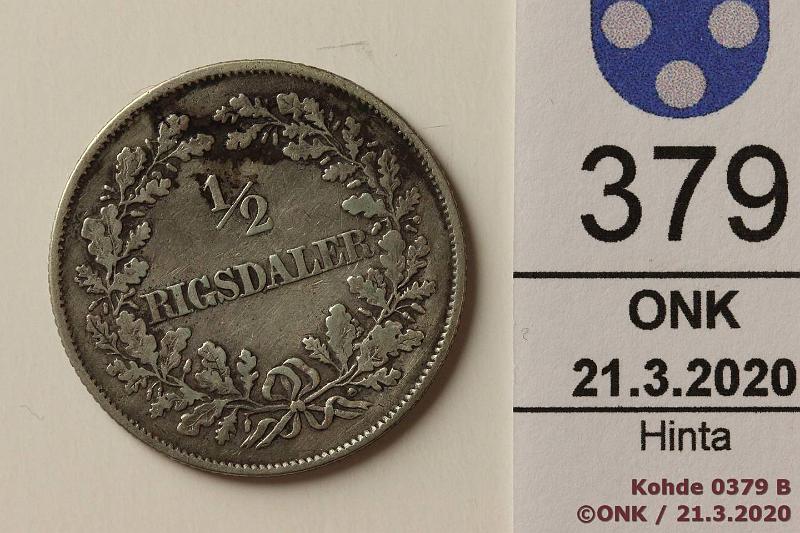 1/2
RIGSDALER
379
ONK
21.3.2020
Hinta
Kohde 0379 B
©ONK / 21.3.2020